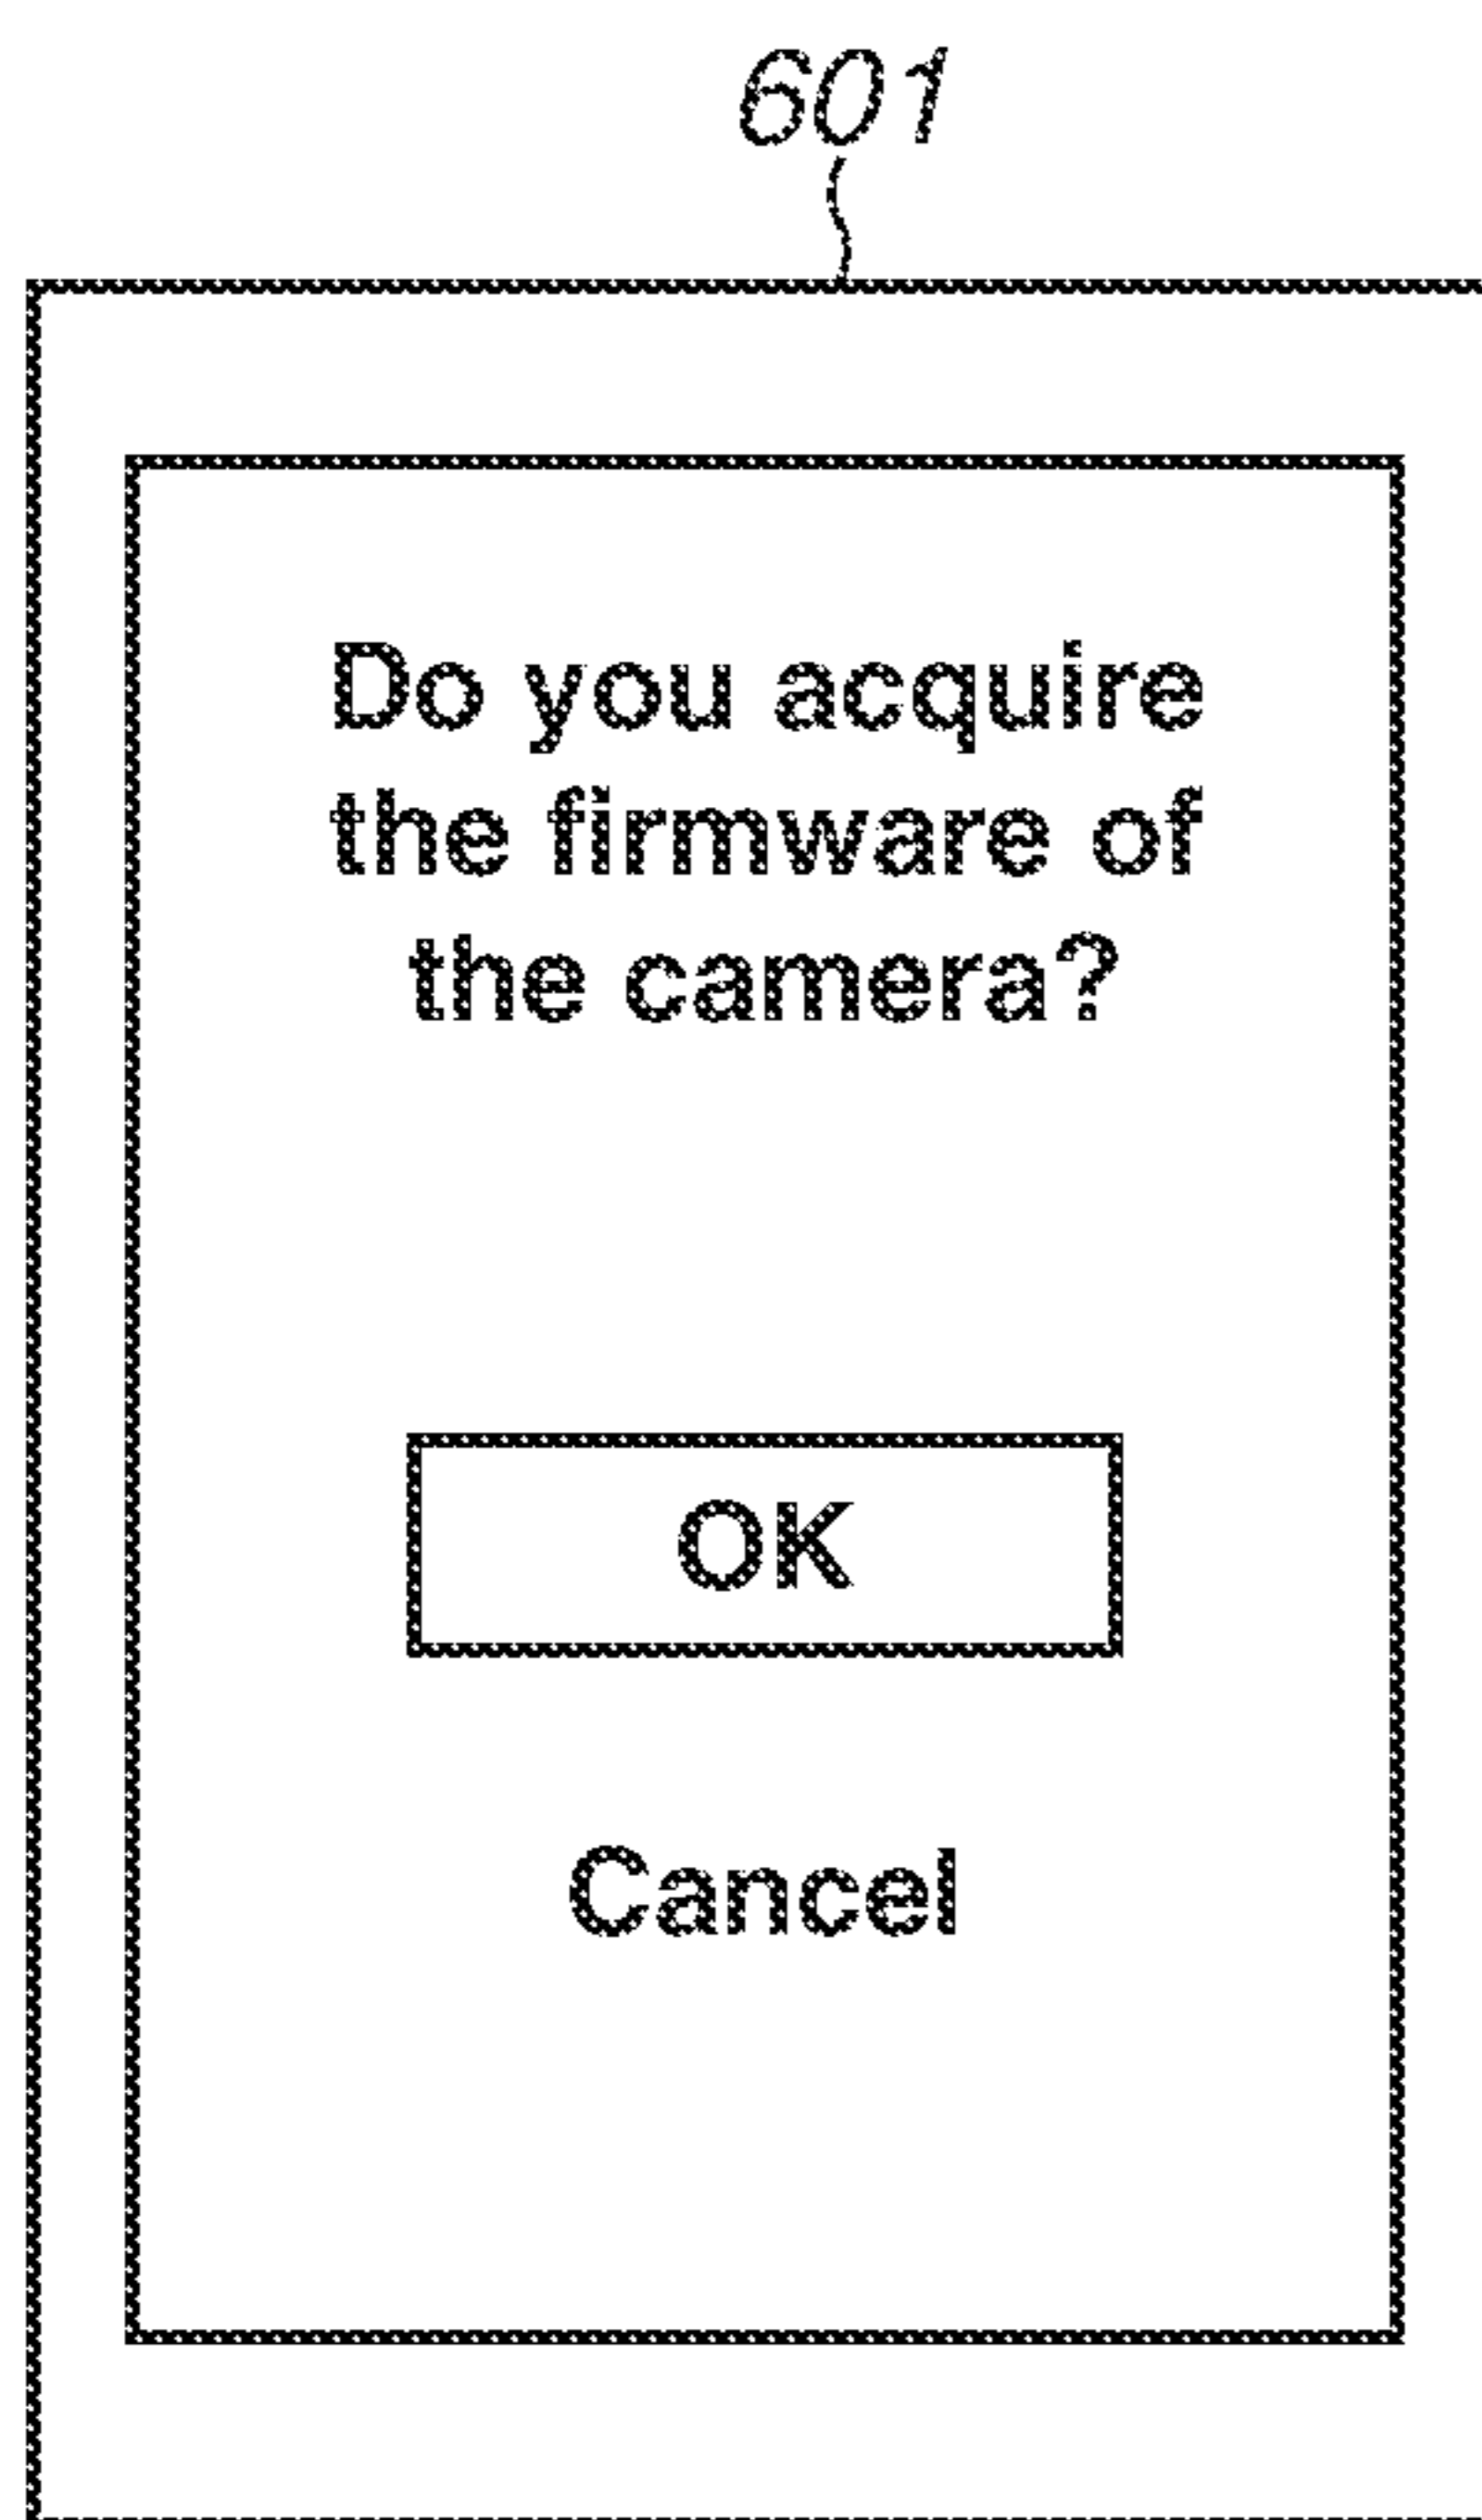 601
Do you acquire
the firmware of
the camera?
OK
Cancel